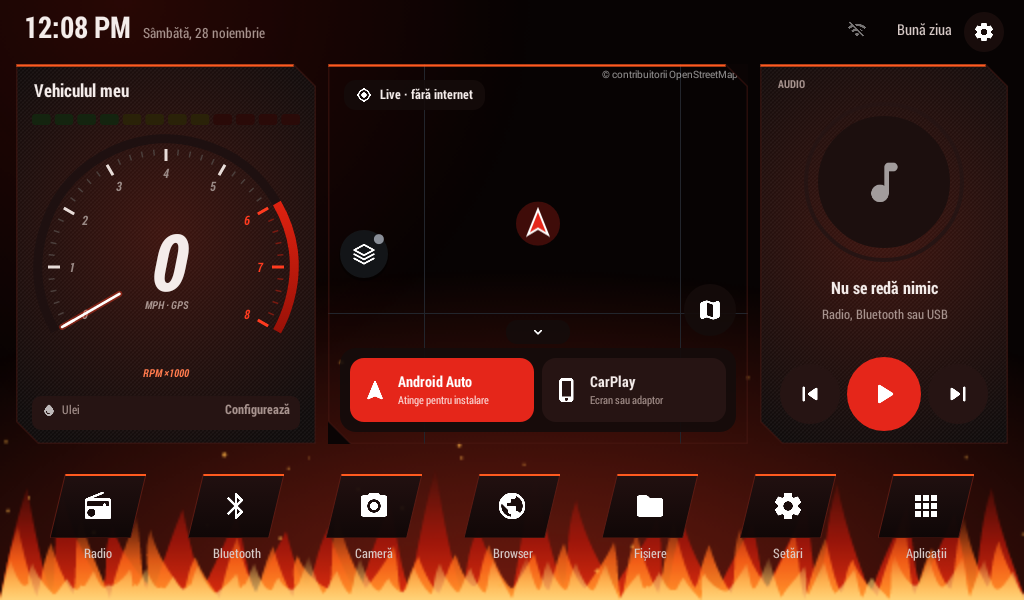 12:08 PM
Sâmbătă, 28 noiembrie
Bună ziua
Vehiculul meu
1
2
3
4
5
6
7
8
0
MPH · GPS
RPM×1000
Ulei
Configurează
© contribuitorii OpenStreetMap
Live · fără internet
Android Auto
Atinge pentru instalare
CarPlay
Ecran sau adaptor
AUDIO
Nu se redă nimic
Radio, Bluetooth sau USB
Radio
Bluetooth
Cameră
Browser
Fișiere
Setări
Aplicații